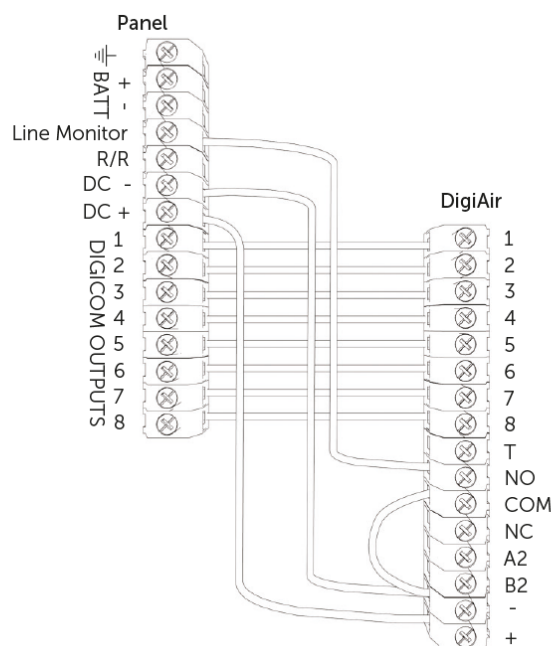 Panel
BATT
+
-
Line Monitor
R/R
DC -
DC +
DIGICOM OUTPUTS
1
2
3
4
5
6
7
8
DigiAir
1
2
3
4
5
6
7
8
T
NO
COM
NC
A2
B2
-
+